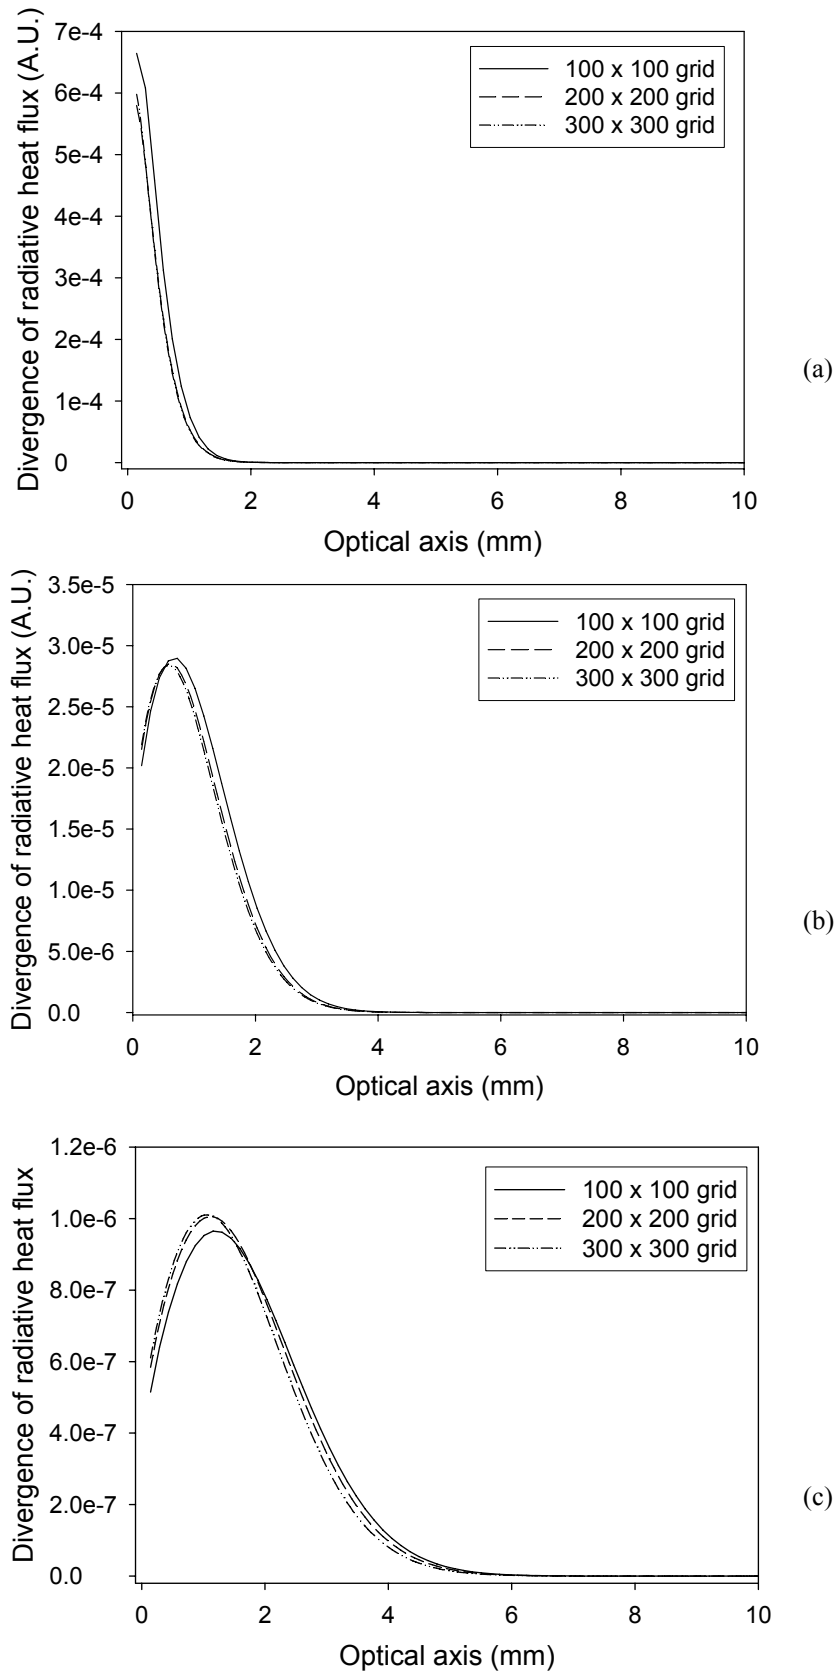 Divergence of radiative heat flux (A.U.)
7e-4
6e-4
5e-4
4e-4
3e-4
2e-4
1e-4
0
100 x 100 grid
200 x 200 grid
300 x 300 grid
(a)
0 2 4 6 8 10
Optical axis (mm)
Divergence of radiative heat flux (A.U.)
3.5e-5
3.0e-5
2.5e-5
2.0e-5
1.5e-5
1.0e-5
5.0e-6
0.0
100 x 100 grid
200 x 200 grid
300 x 300 grid
(b)
0 2 4 6 8 10
Optical axis (mm)
Divergence of radiative heat flux
1.2e-6
1.0e-6
8.0e-7
6.0e-7
4.0e-7
2.0e-7
0.0
100 x 100 grid
200 x 200 grid
300 x 300 grid
(c)
0 2 4 6 8 10
Optical axis (mm)